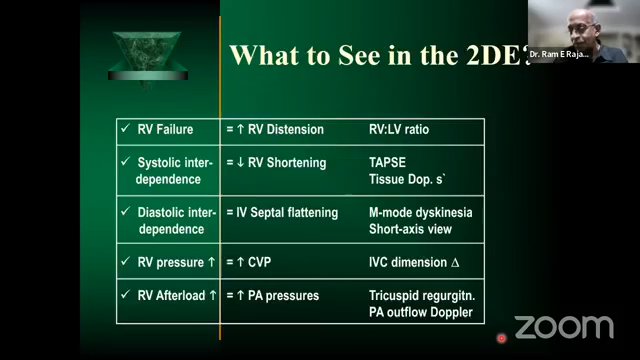 Dr. Ram E Raja...
What to See in the 2DE?
✓ RV Failure = ↑ RV Distension RV:LV ratio
✓ Systolic inter- = ↓ RV Shortening TAPSE
dependence Tissue Dop. s`
✓ Diastolic inter- = IV Septal flattening M-mode dyskinesia
dependence Short-axis view
✓ RV pressure ↑ = ↑ CVP IVC dimension Δ
✓ RV Afterload ↑ = ↑ PA pressures Tricuspid regurgitn.
PA outflow Doppler
zoom